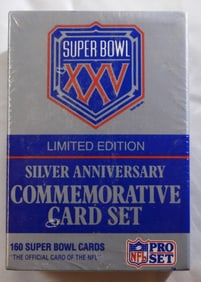 SUPER BOWL
XXV
LIMITED EDITION
SILVER ANNIVERSARY
COMMEMORATIVE
CARD SET
160 SUPER BOWL CARDS
"THE OFFICIAL CARD OF THE NFL"
NFL PRO
SET